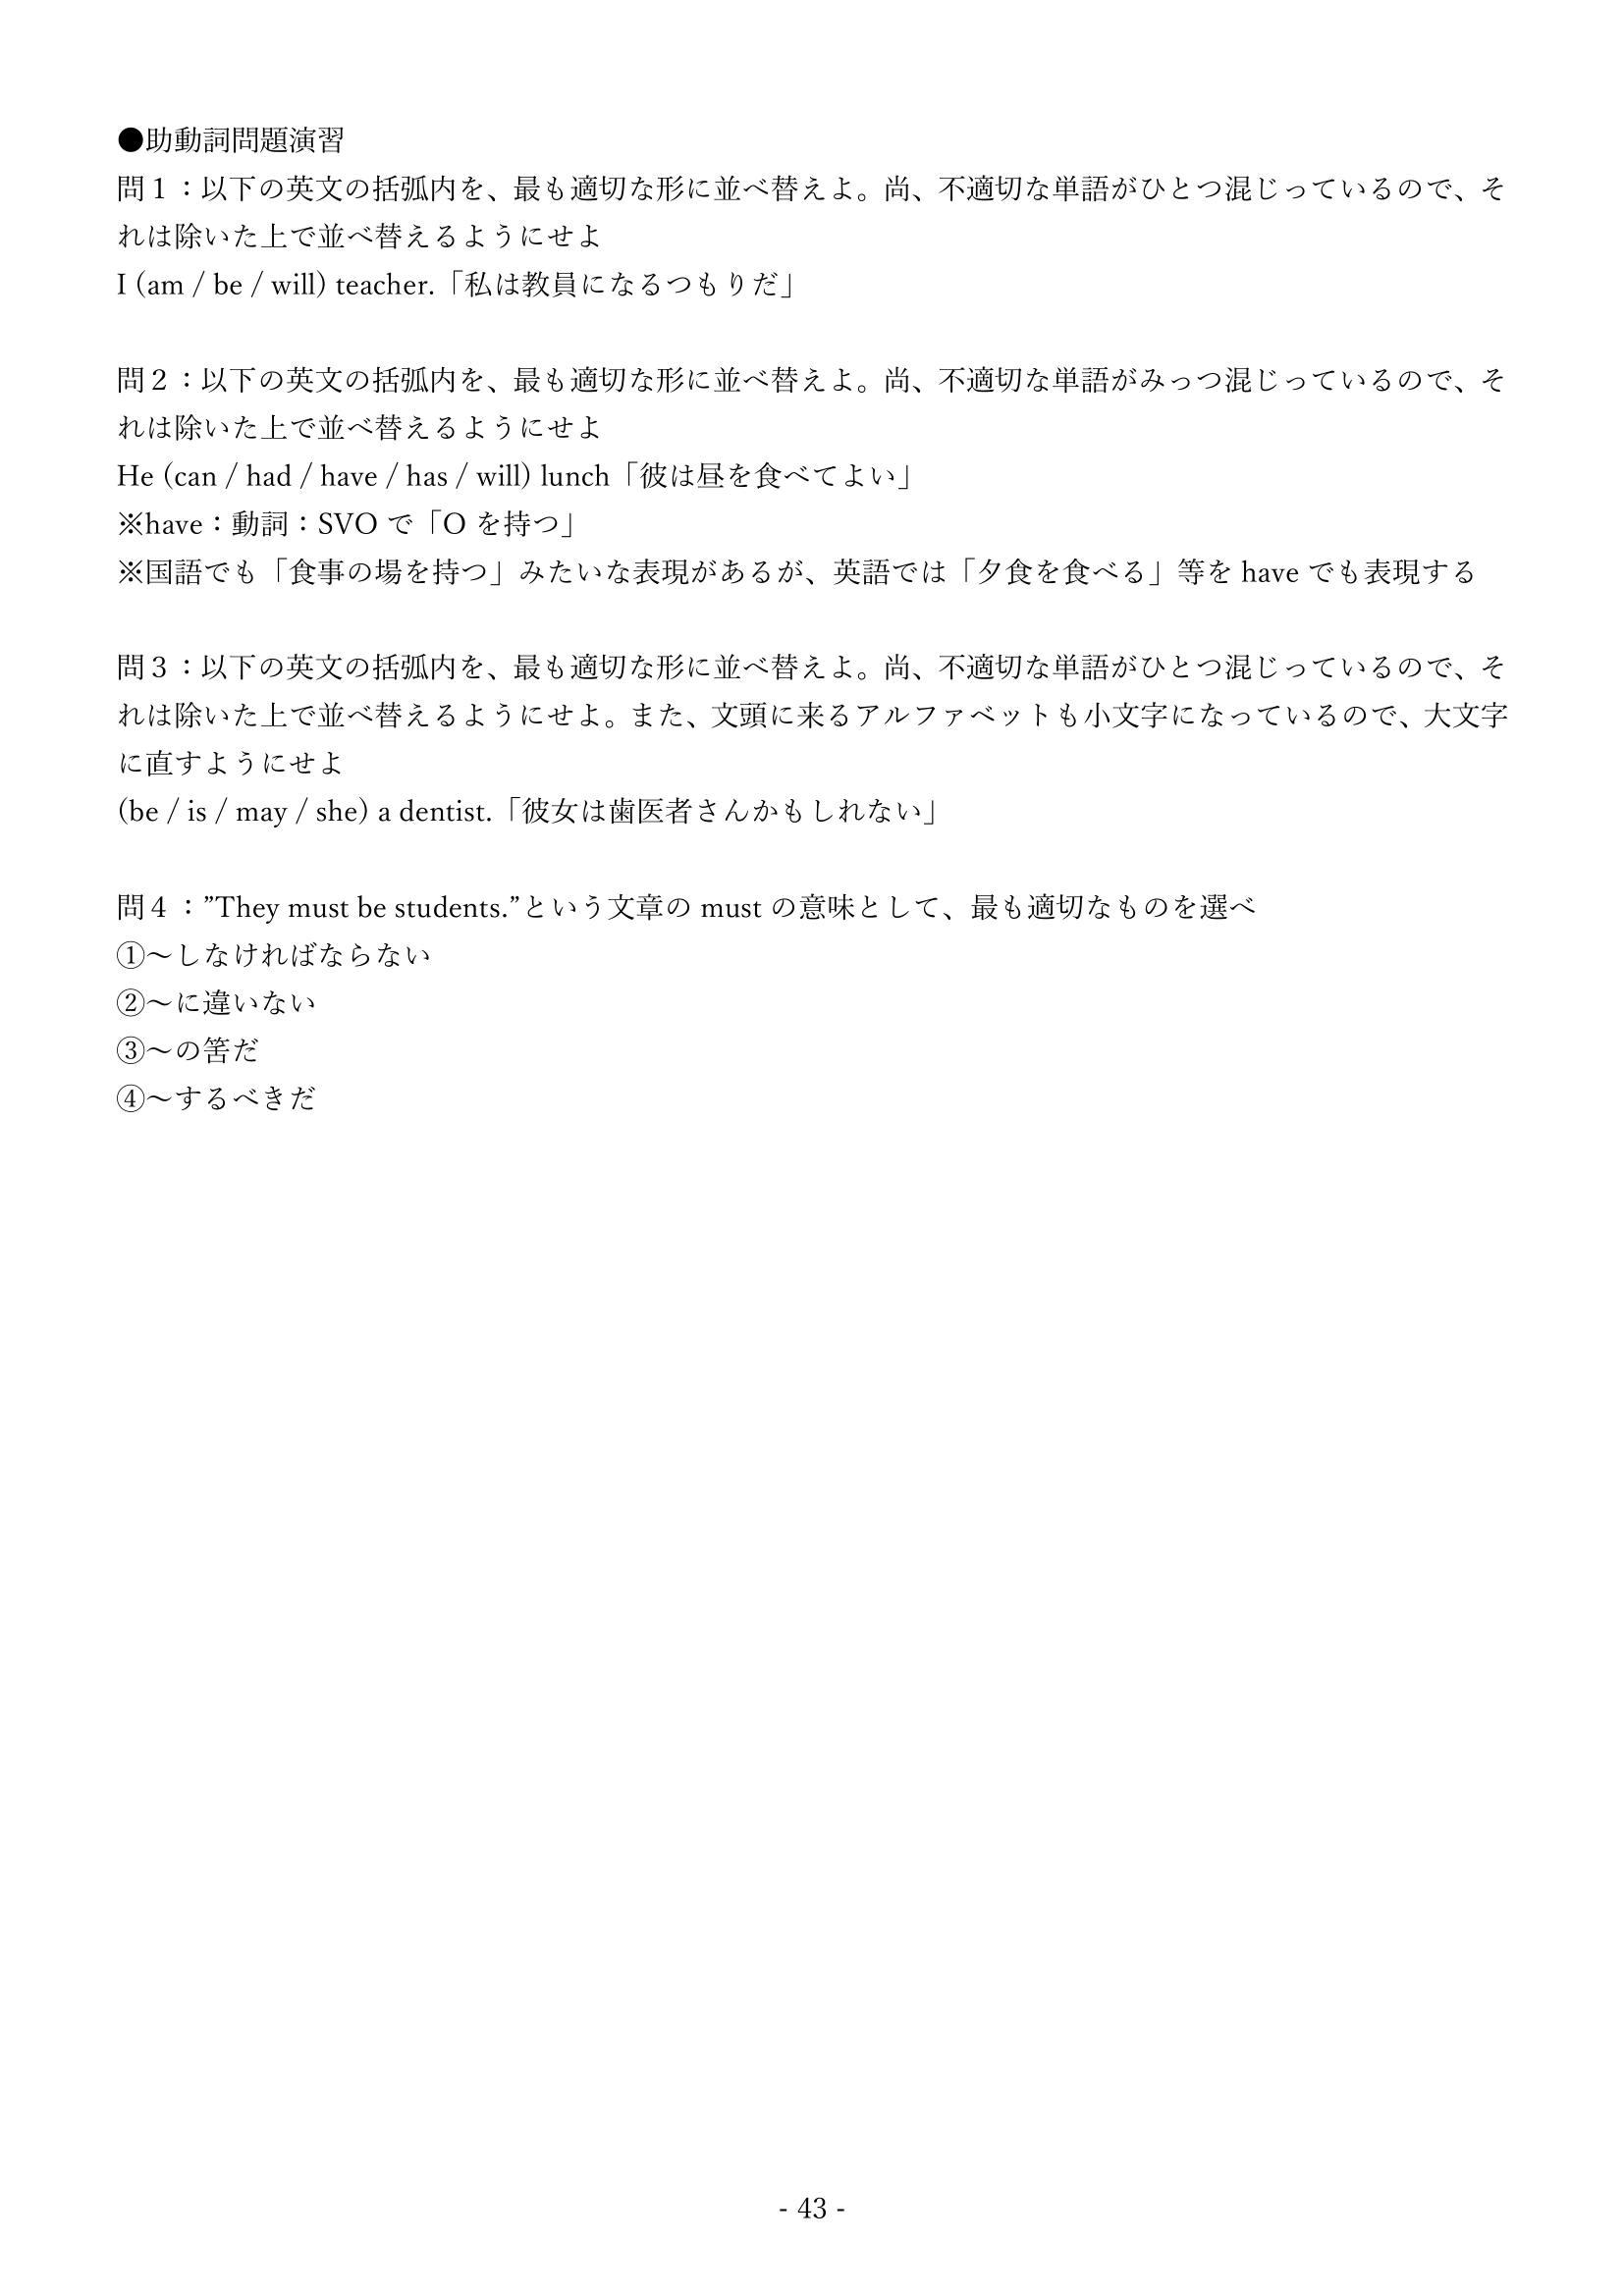 ●助動詞問題演習
問１：以下の英文の括弧内を、最も適切な形に並べ替えよ。尚、不適切な単語がひとつ混じっているので、そ
れは除いた上で並べ替えるようにせよ
I (am / be / will) teacher.「私は教員になるつもりだ」
問２：以下の英文の括弧内を、最も適切な形に並べ替えよ。尚、不適切な単語がみっつ混じっているので、そ
れは除いた上で並べ替えるようにせよ
He (can / had / have / has / will) lunch「彼は昼を食べてよい」
※have：動詞：SVO で「O を持つ」
※国語でも「食事の場を持つ」みたいな表現があるが、英語では「夕食を食べる」等を have でも表現する
問３：以下の英文の括弧内を、最も適切な形に並べ替えよ。尚、不適切な単語がひとつ混じっているので、そ
れは除いた上で並べ替えるようにせよ。また、文頭に来るアルファベットも小文字になっているので、大文字
に直すようにせよ
(be / is / may / she) a dentist.「彼女は歯医者さんかもしれない」
問４：”They must be students.”という文章の must の意味として、最も適切なものを選べ
①～しなければならない
②～に違いない
③～の筈だ
④～するべきだ
- 43 -